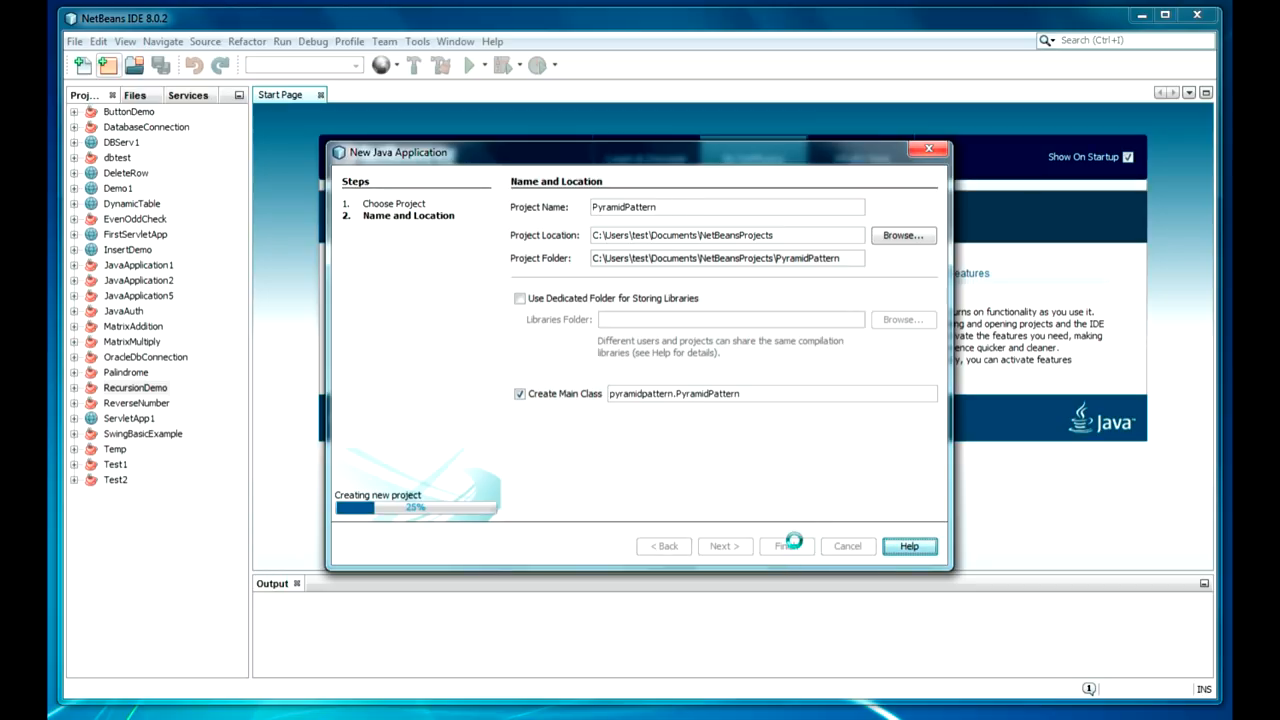 NetBeans IDE 8.0.2
File Edit View Navigate Source Refactor Run Debug Profile Team Tools Window Help
Search (Ctrl+I)
Proj... Files Services
Start Page
ButtonDemo
DatabaseConnection
DBServ1
dbtest
DeleteRow
Demo1
DynamicTable
EvenOddCheck
FirstServletApp
InsertDemo
JavaApplication1
JavaApplication2
JavaApplication5
JavaAuth
MatrixAddition
MatrixMultiply
OracleDbConnection
Palindrome
RecursionDemo
ReverseNumber
ServletApp1
SwingBasicExample
Temp
Test1
Test2
Show On Startup
New Java Application
Steps
1. Choose Project
2. Name and Location
Name and Location
Project Name: PyramidPattern
Project Location: C:\Users\test\Documents\NetBeansProjects Browse...
Project Folder: C:\Users\test\Documents\NetBeansProjects\PyramidPattern
Use Dedicated Folder for Storing Libraries
Libraries Folder: Browse...
Different users and projects can share the same compilation
libraries (see Help for details).
Create Main Class pyramidpattern.PyramidPattern
Creating new project
25%
< Back Next > Cancel Help
eatures
urns on functionality as you use it.
ng and opening projects and the IDE
ivate the features you need, making
ence quicker and cleaner.
y, you can activate features
Java
Output
1
INS